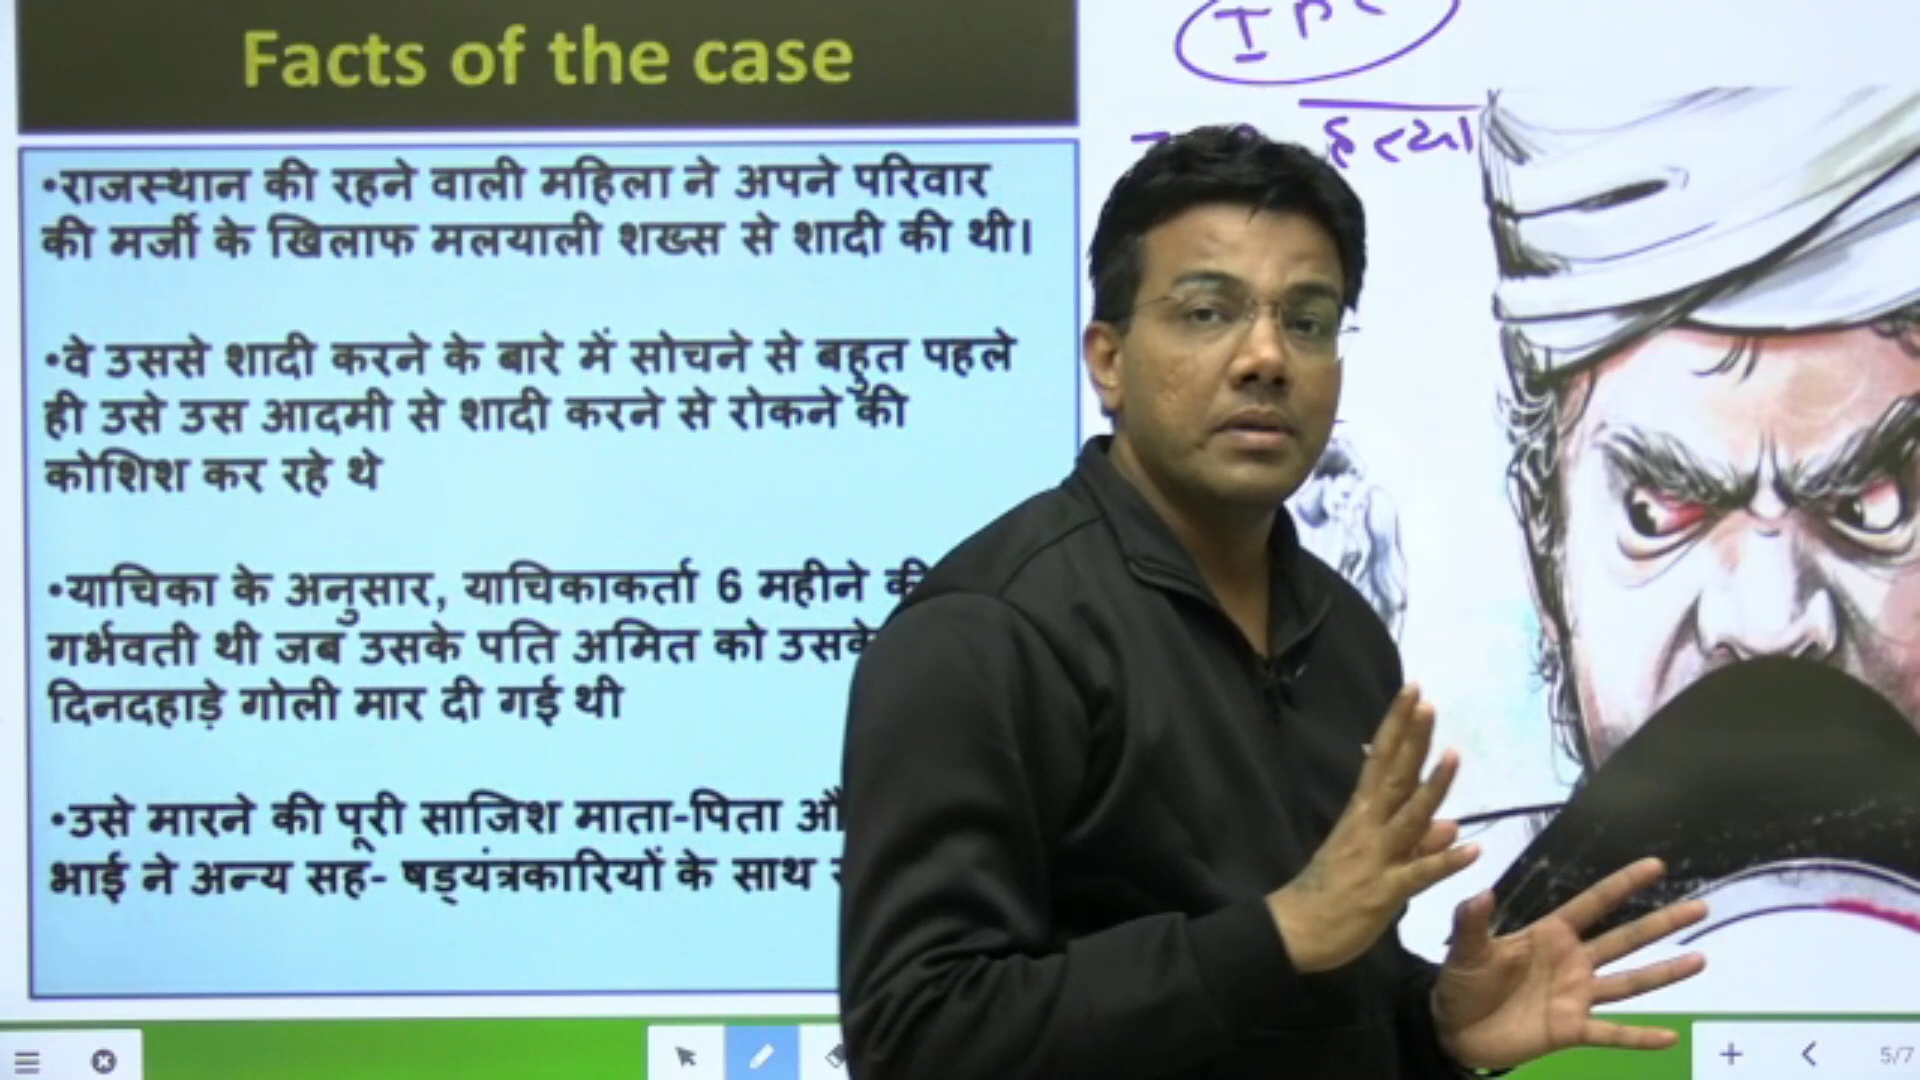 Facts of the case
IPC
हत्या
•राजस्थान की रहने वाली महिला ने अपने परिवार
की मर्जी के खिलाफ मलयाली शख्स से शादी की थी।
•वे उससे शादी करने के बारे में सोचने से बहुत पहले
ही उसे उस आदमी से शादी करने से रोकने की
कोशिश कर रहे थे
•याचिका के अनुसार, याचिकाकर्ता 6 महीने की
गर्भवती थी जब उसके पति अमित को उसके
दिनदहाड़े गोली मार दी गई थी
•उसे मारने की पूरी साजिश माता-पिता
भाई ने अन्य सह- षड्यंत्रकारियों के साथ
5/7